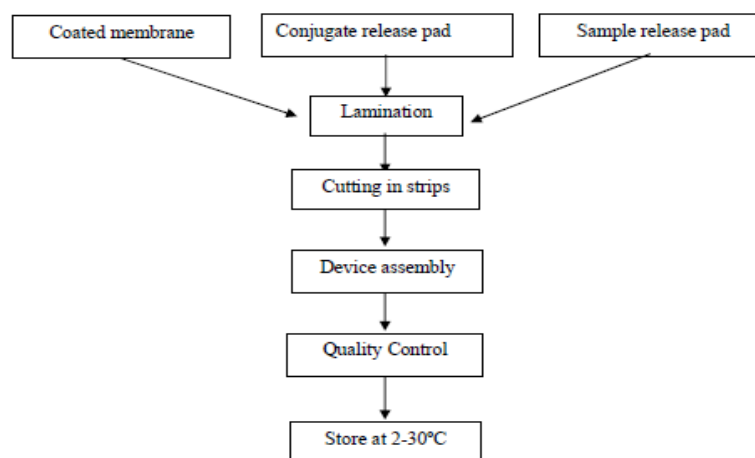 Coated membrane
Conjugate release pad
Sample release pad
Lamination
Cutting in strips
Device assembly
Quality Control
Store at 2-30ºC